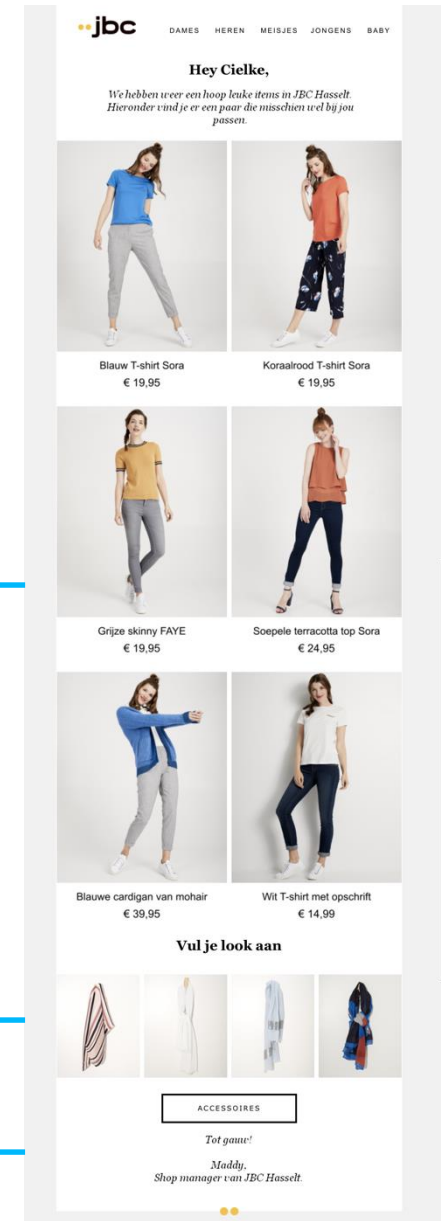 jbc
DAMES HEREN MEISJES JONGENS BABY
Hey Cielke,
We hebben weer een hoop leuke items in JBC Hasselt.
Hieronder vind je er een paar die misschien wel bij jou
passen.
Blauw T-shirt Sora
€ 19,95
Koraalrood T-shirt Sora
€ 19,95
Grijze skinny FAYE
€ 19,95
Soepele terracotta top Sora
€ 24,95
Blauwe cardigan van mohair
€ 39,95
Wit T-shirt met opschrift
€ 14,99
Vul je look aan
ACCESSOIRES
Tot gauw!
Maddy,
Shop manager van JBC Hasselt.